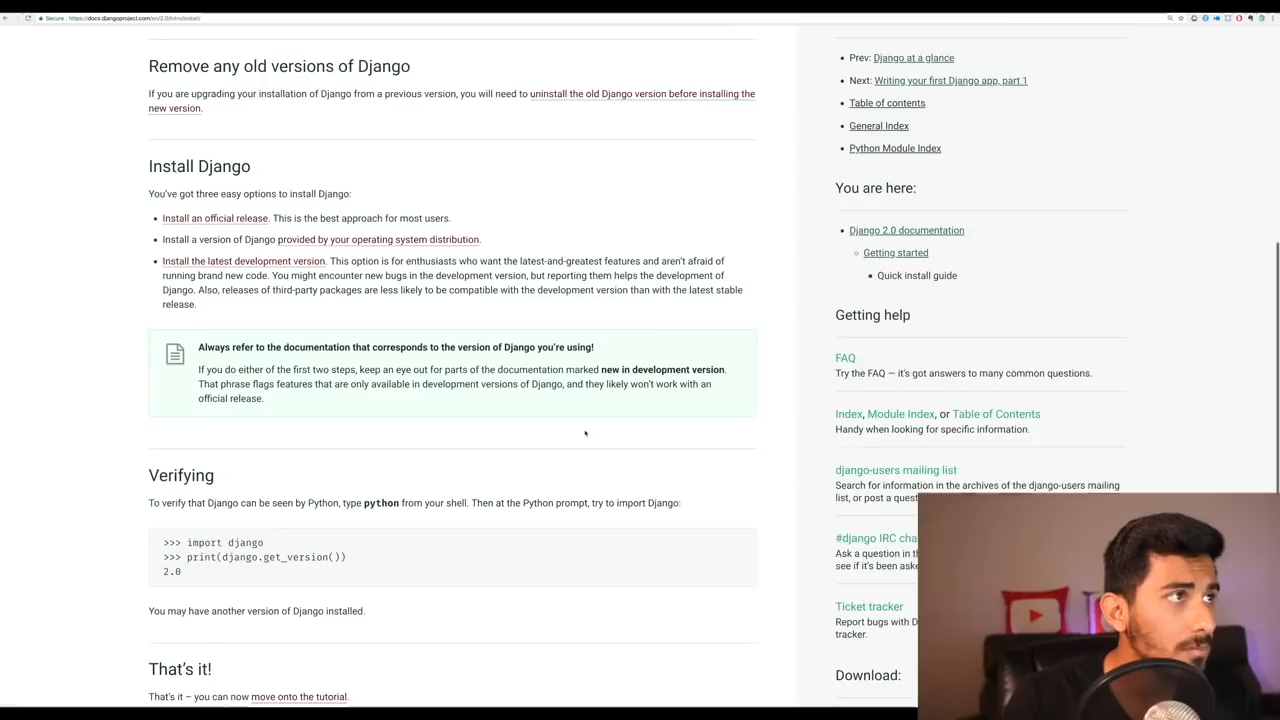 Secure
https://docs.djangoproject.com/en/2.0/intro/install/
Remove any old versions of Django
If you are upgrading your installation of Django from a previous version, you will need to uninstall the old Django version before installing the
new version.
Install Django
You've got three easy options to install Django:
• Install an official release. This is the best approach for most users.
• Install a version of Django provided by your operating system distribution.
• Install the latest development version. This option is for enthusiasts who want the latest-and-greatest features and aren't afraid of
running brand new code. You might encounter new bugs in the development version, but reporting them helps the development of
Django. Also, releases of third-party packages are less likely to be compatible with the development version than with the latest stable
release.
Always refer to the documentation that corresponds to the version of Django you're using!
If you do either of the first two steps, keep an eye out for parts of the documentation marked new in development version.
That phrase flags features that are only available in development versions of Django, and they likely won't work with an
official release.
Verifying
To verify that Django can be seen by Python, type python from your shell. Then at the Python prompt, try to import Django:
>>> import django
>>> print(django.get_version())
2.0
You may have another version of Django installed.
That's it!
That's it – you can now move onto the tutorial.
• Prev: Django at a glance
• Next: Writing your first Django app, part 1
• Table of contents
• General Index
• Python Module Index
You are here:
• Django 2.0 documentation
Getting started
Quick install guide
Getting help
FAQ
Try the FAQ — it's got answers to many common questions.
Index, Module Index, or Table of Contents
Handy when looking for specific information.
django-users mailing list
Search for information in the archives of the django-users mailing
list, or post a quest
#django IRC cha
Ask a question in th
see if it's been aske
Ticket tracker
Report bugs with D
tracker.
Download: